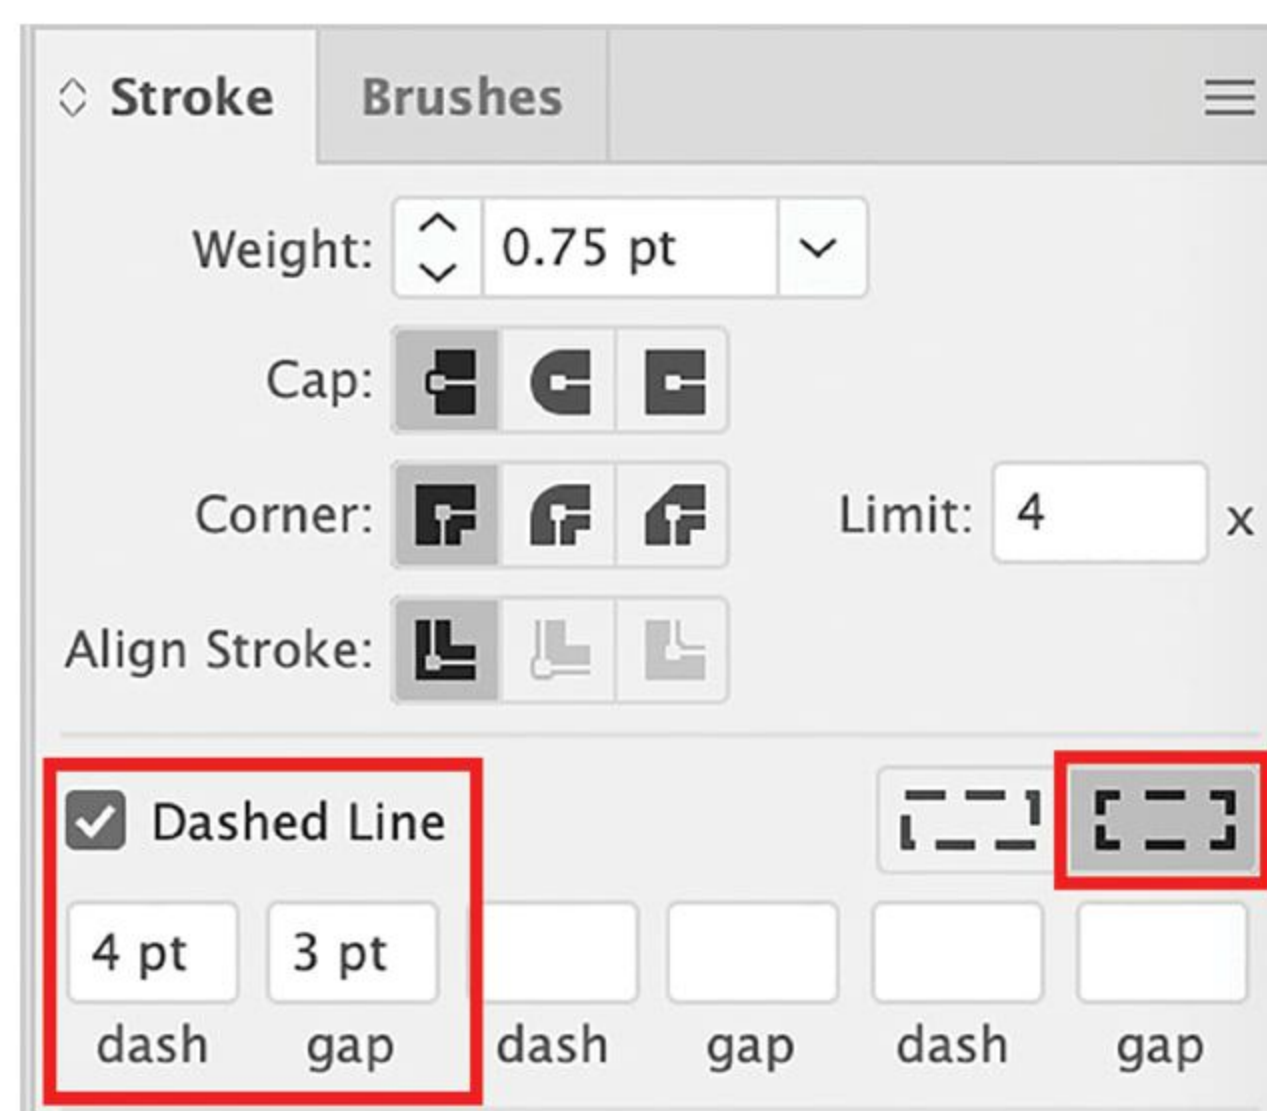 Stroke Brushes
Weight: 0.75 pt
Cap:
Corner: Limit: 4 x
Align Stroke:
Dashed Line
4 pt 3 pt
dash gap dash gap dash gap